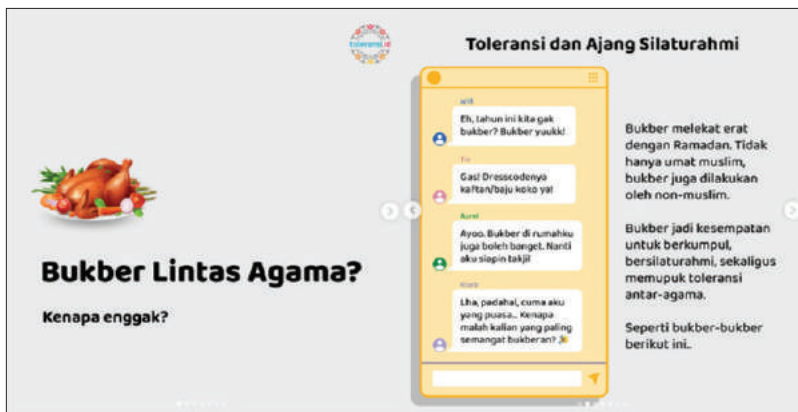 Bukber Lintas Agama?
Kenapa enggak?
toleransi.id
Toleransi dan Ajang Silaturahmi
Eh, tahun ini kita gak
bukber? Bukber yuukk!
Gas! Dresscodenya
kaftan/baju koko ya!
Ayoo. Bukber di rumahku
juga boleh banget. Nanti
aku siapin takjil
Lha, padahal, cuma aku
yang puasa... Kenapa
malah kalian yang paling
semangat bukberan?
Bukber melekat erat
dengan Ramadan. Tidak
hanya umat muslim,
bukber juga dilakukan
oleh non-muslim.
Bukber jadi kesempatan
untuk berkumpul,
bersilaturahmi, sekaligus
memupuk toleransi
antar-agama.
Seperti bukber-bukber
berikut ini..